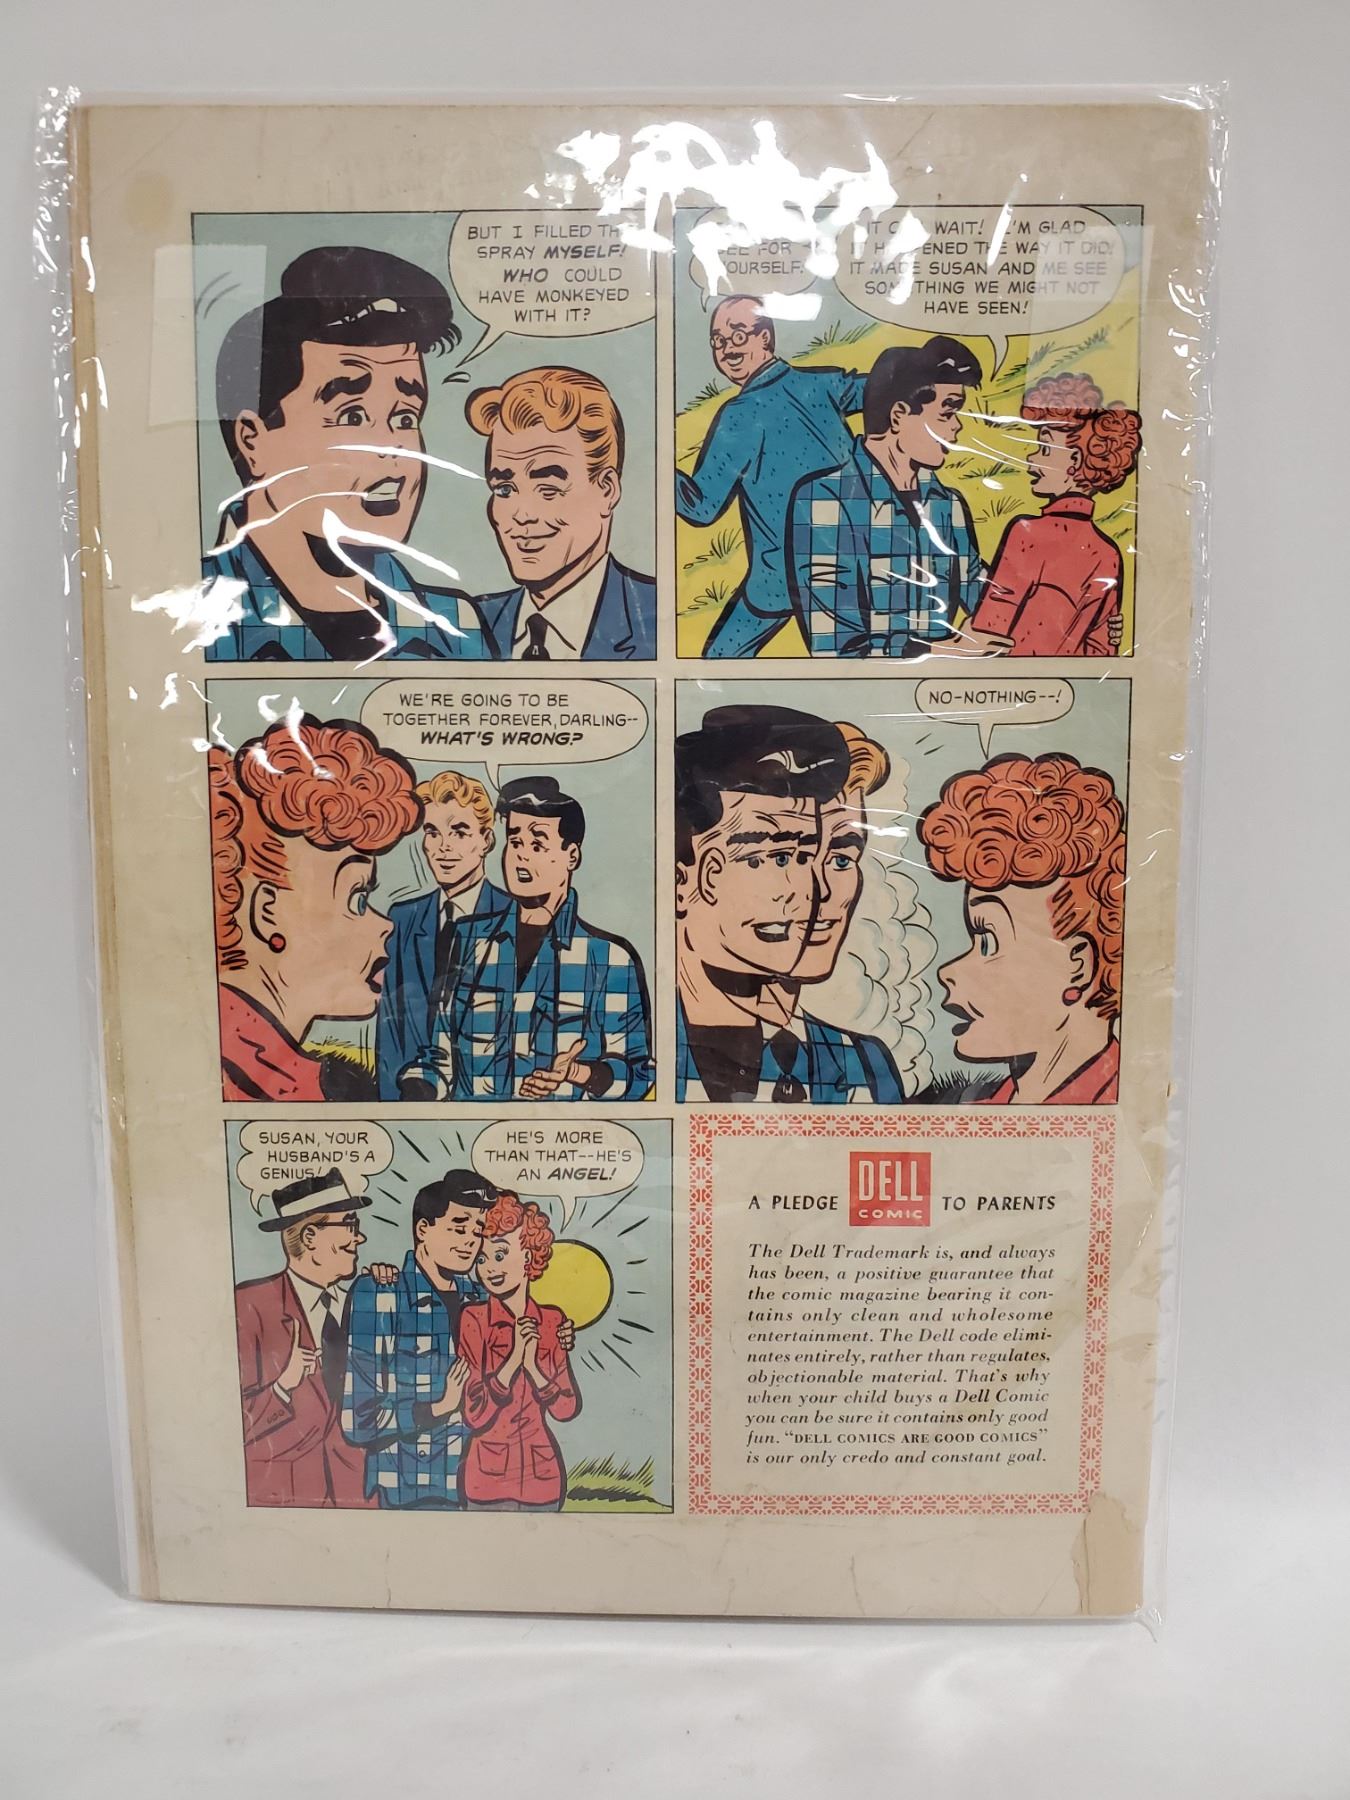 BUT I FILLED
SPRAY MYSELF!
WHO COULD
HAVE MONKEYED
WITH IT?
FOR
WAIT! I'M GLAD
THE WAY IT DID!
IT MADE SUSAN AND ME SEE
WE MIGHT NOT
HAVE SEEN!
WE'RE GOING TO BE
TOGETHER FOREVER, DARLING--
WHAT'S WRONG?
NO-NOTHING--!
SUSAN, YOUR
HUSBAND'S A
GENIUS!
HE'S MORE
THAN THAT--HE'S
AN ANGEL!
A PLEDGE DELL COMIC TO PARENTS
The Dell Trademark is, and always
has been, a positive guarantee that
the comic magazine bearing it con-
tains only clean and wholesome
entertainment. The Dell code elimi-
nates entirely, rather than regulates,
objectionable material. That's why
when your child buys a Dell Comic
you can be sure it contains only good
fun. "DELL COMICS ARE GOOD COMICS"
is our only credo and constant goal.